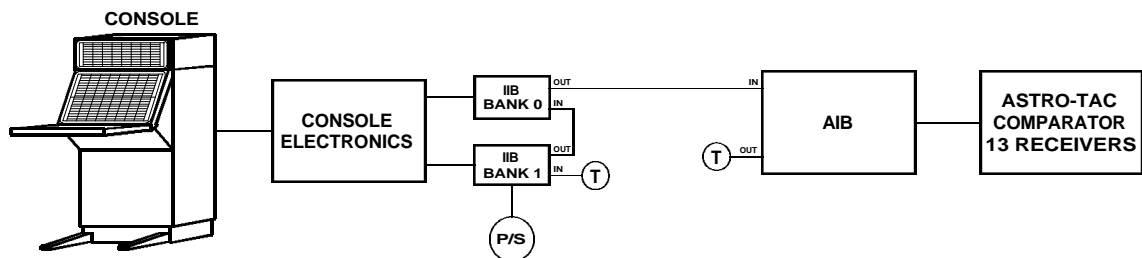 CONSOLE
CONSOLE
ELECTRONICS
IIB
BANK 0
OUT
IN
IIB
BANK 1
OUT
IN
T
P/S
IN
AIB
OUT
T
ASTRO-TAC
COMPARATOR
13 RECEIVERS